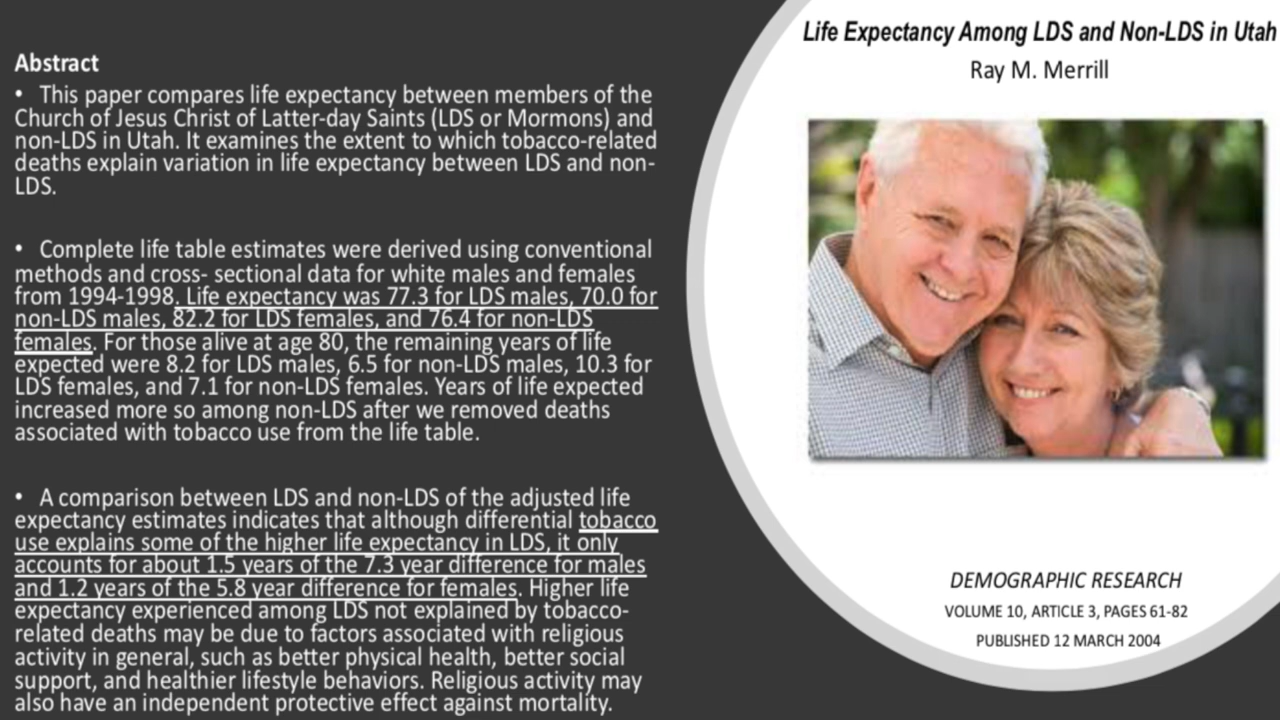 Abstract
• This paper compares life expectancy between members of the
Church of Jesus Christ of Latter-day Saints (LDS or Mormons) and
non-LDS in Utah. It examines the extent to which tobacco-related
deaths explain variation in life expectancy between LDS and non-
LDS.
• Complete life table estimates were derived using conventional
methods and cross- sectional data for white males and females
from 1994-1998. Life expectancy was 77.3 for LDS males, 70.0 for
non-LDS males, 82.2 for LDS females, and 76.4 for non-LDS
females. For those alive at age 80, the remaining years of life
expected were 8.2 for LDS males, 6.5 for non-LDS males, 10.3 for
LDS females, and 7.1 for non-LDS females. Years of life expected
increased more so among non-LDS after we removed deaths
associated with tobacco use from the life table.
• A comparison between LDS and non-LDS of the adjusted life
expectancy estimates indicates that although differential tobacco
use explains some of the higher life expectancy in LDS, it only
accounts for about 1.5 years of the 7.3 year difference for males
and 1.2 years of the 5.8 year difference for females. Higher life
expectancy experienced among LDS not explained by tobacco-
related deaths may be due to factors associated with religious
activity in general, such as better physical health, better social
support, and healthier lifestyle behaviors. Religious activity may
also have an independent protective effect against mortality.
Life Expectancy Among LDS and Non-LDS in Utah
Ray M. Merrill
DEMOGRAPHIC RESEARCH
VOLUME 10, ARTICLE 3, PAGES 61-82
PUBLISHED 12 MARCH 2004